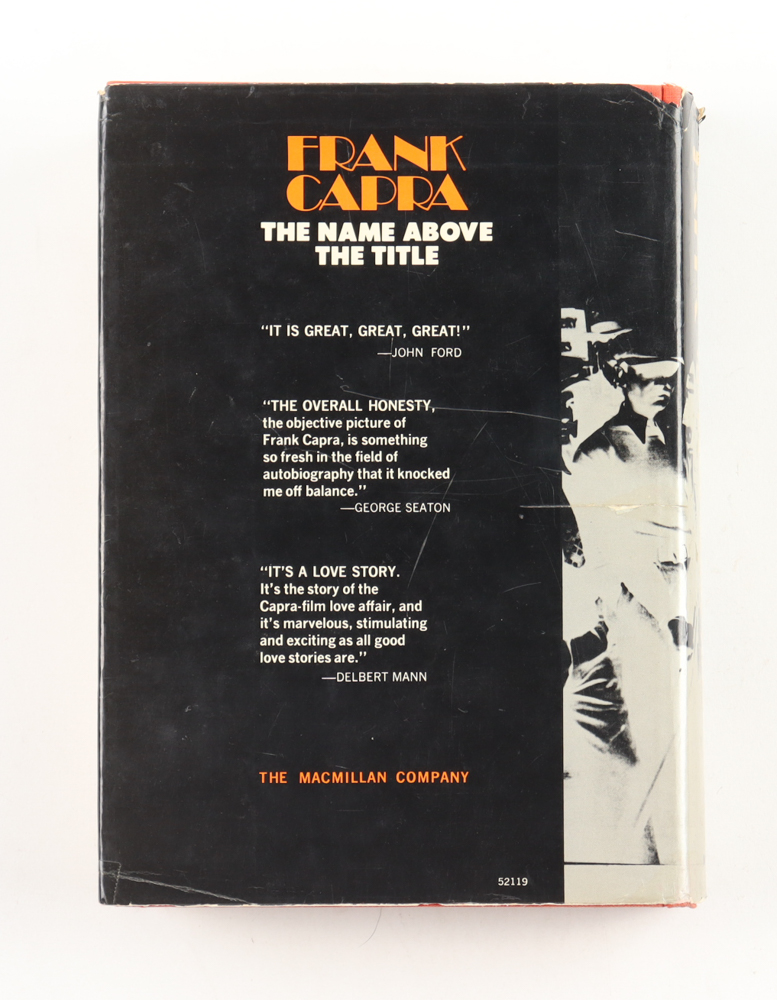 FRANK
CAPRA
THE NAME ABOVE
THE TITLE
“IT IS GREAT, GREAT, GREAT!”
—JOHN FORD
“THE OVERALL HONESTY,
the objective picture of
Frank Capra, is something
so fresh in the field of
autobiography that it knocked
me off balance.”
—GEORGE SEATON
“IT'S A LOVE STORY.
It's the story of the
Capra-film love affair, and
it's marvelous, stimulating
and exciting as all good
love stories are.”
—DELBERT MANN
THE MACMILLAN COMPANY
52119